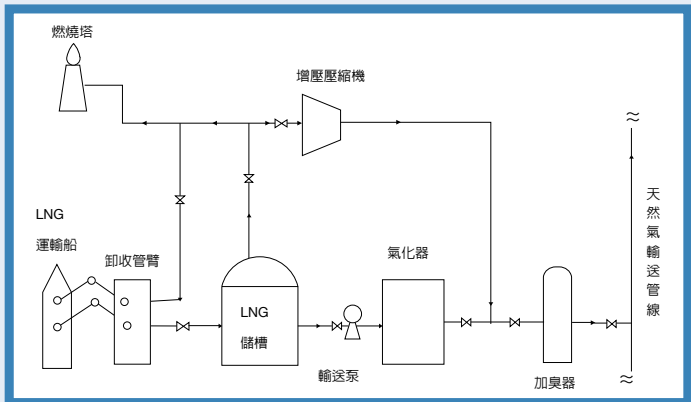 燃燒塔
增壓壓縮機
LNG
運輸船
卸收管臂
LNG
儲槽
輸送泵
氣化器
加臭器
天然氣輸送管線